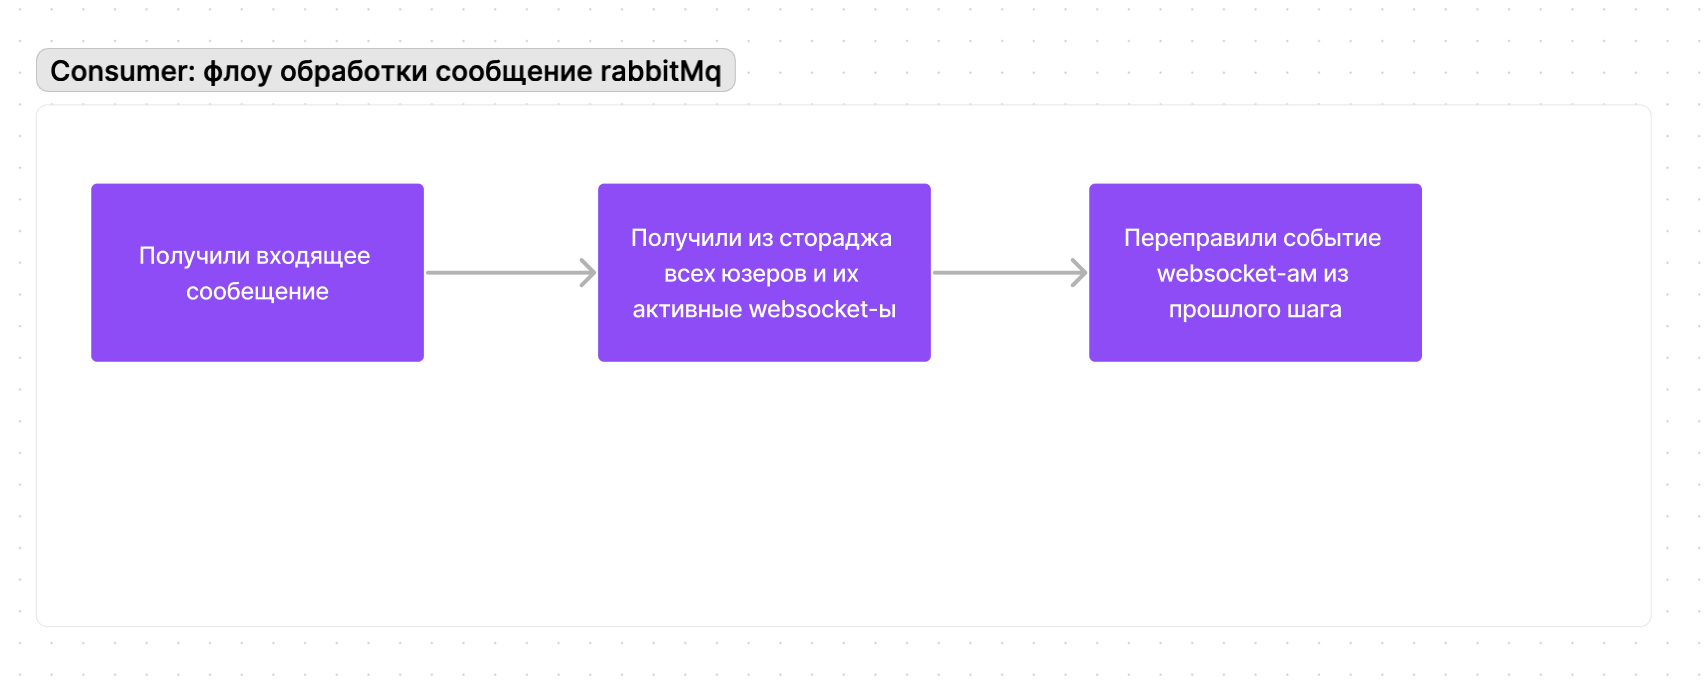 Consumer: флоу обработки сообщение rabbitMq
Получили входящее
сообещение
Получили из стораджа
всех юзеров и их
активные websocket-ы
Переправили событие
websocket-ам из
прошлого шага